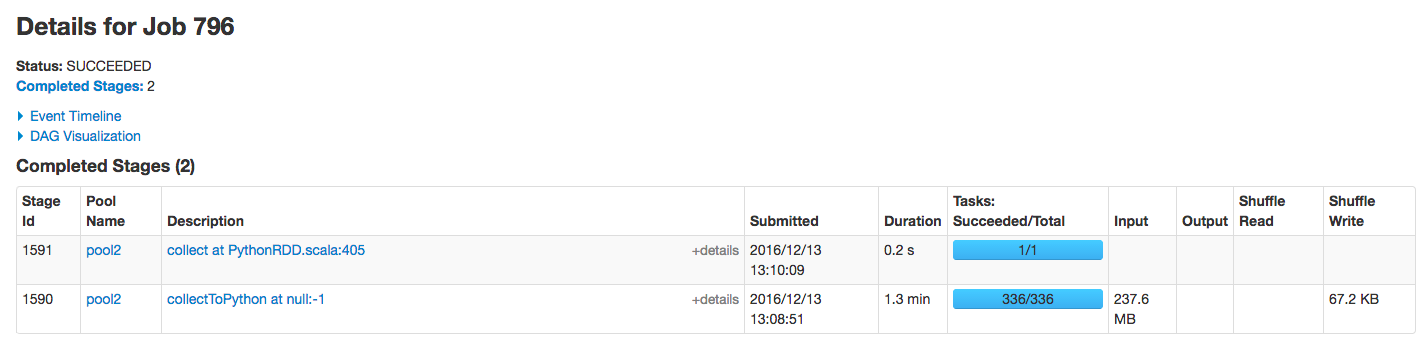 Details for Job 796
Status: SUCCEEDED
Completed Stages: 2
Event Timeline
DAG Visualization
Completed Stages (2)
Stage Id Pool Name Description Submitted Duration Tasks: Succeeded/Total Input Output Shuffle Read Shuffle Write
1591 pool2 collect at PythonRDD.scala:405 +details 2016/12/13 13:10:09 0.2 s 1/1
1590 pool2 collectToPython at null:-1 +details 2016/12/13 13:08:51 1.3 min 336/336 237.6 MB 67.2 KB